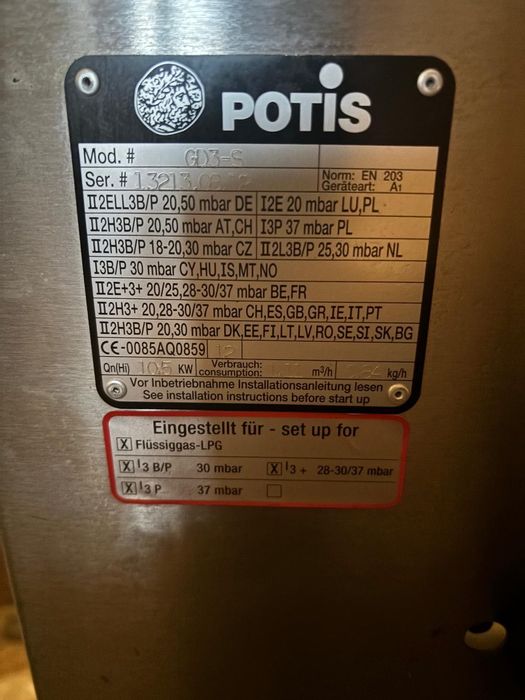 POTIS
Mod. # GD3-S
Ser. # Norm: EN 203
Geräteart: A1
II2ELL3B/P 20,50 mbar DE I2E 20 mbar LU,PL
II2H3B/P 20,50 mbar AT,CH I3P 37 mbar PL
II2H3B/P 18-20,30 mbar CZ II2L3B/P 25,30 mbar NL
I3B/P 30 mbar CY,HU,IS,MT,NO
II2E+3+ 20/25,28-30/37 mbar BE,FR
II2H3+ 20,28-30/37 mbar CH,ES,GB,GR,IE,IT,PT
II2H3B/P 20,30 mbar DK,EE,FI,LT,LV,RO,SE,SI,SK,BG
CE-0085AQ0859 12
Qn(Hi) 10,5 KW Verbrauch: consumption: m³/h kg/h
Vor Inbetriebnahme Installationsanleitung lesen
See installation instructions before start up
Eingestellt für - set up for
X Flüssiggas-LPG
X I3 B/P 30 mbar X I3 + 28-30/37 mbar
X I3 P 37 mbar